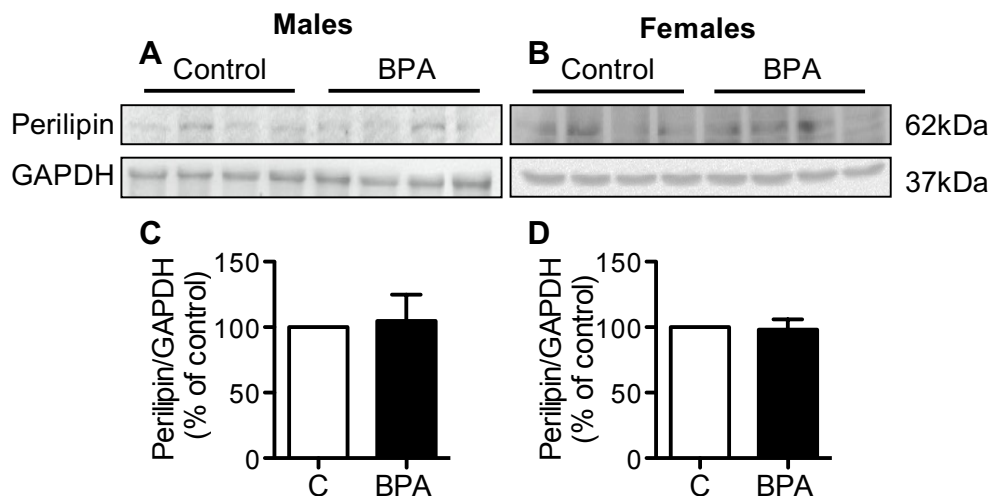 Males
Females
A
B
Control
BPA
Control
BPA
Perilipin
62kDa
GAPDH
37kDa
C
D
Perilipin/GAPDH
(% of control)
150
100
50
0
C
BPA
Perilipin/GAPDH
(% of control)
150
100
50
0
C
BPA